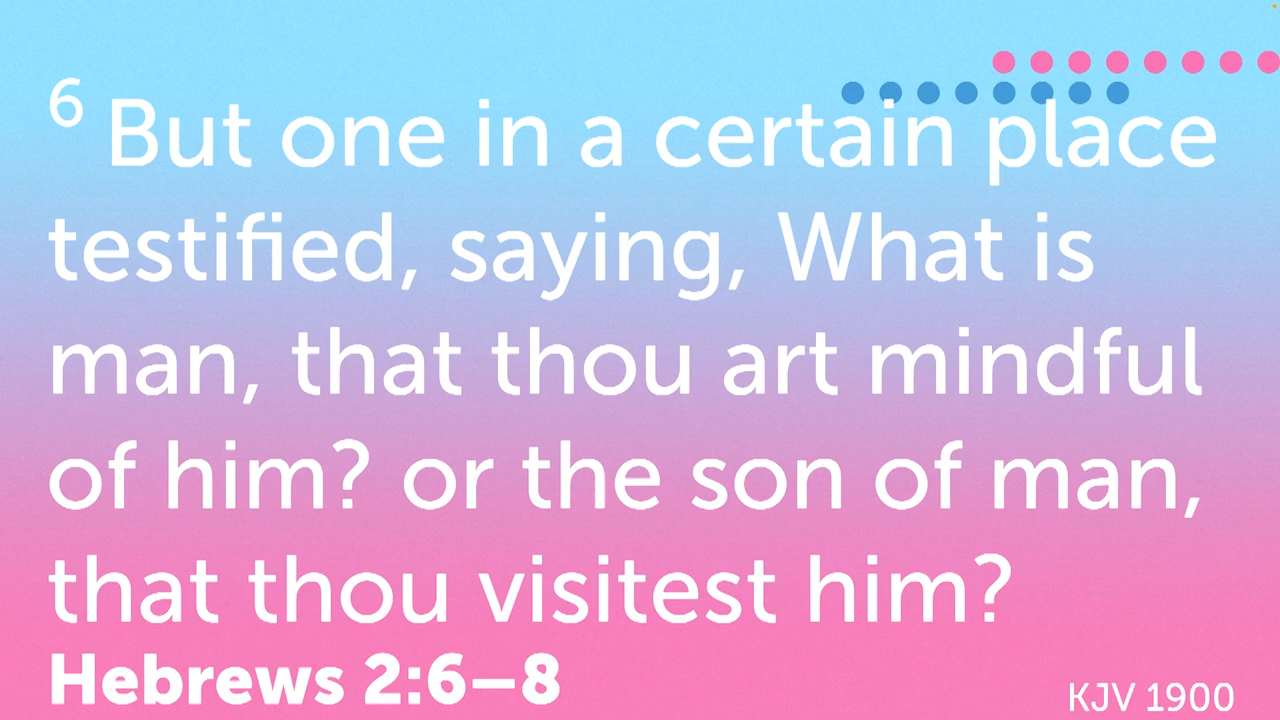 6 But one in a certain place
testified, saying, What is
man, that thou art mindful
of him? or the son of man,
that thou visitest him?
Hebrews 2:6–8
KJV 1900